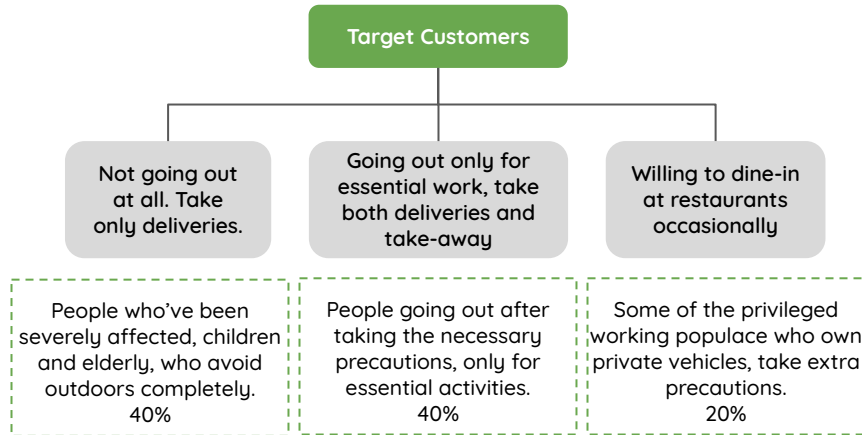 Target Customers
Not going out
at all. Take
only deliveries.
Going out only for
essential work, take
both deliveries and
take-away
Willing to dine-in
at restaurants
occasionally
People who've been
severely affected, children
and elderly, who avoid
outdoors completely.
40%
People going out after
taking the necessary
precautions, only for
essential activities.
40%
Some of the privileged
working populace who own
private vehicles, take extra
precautions.
20%